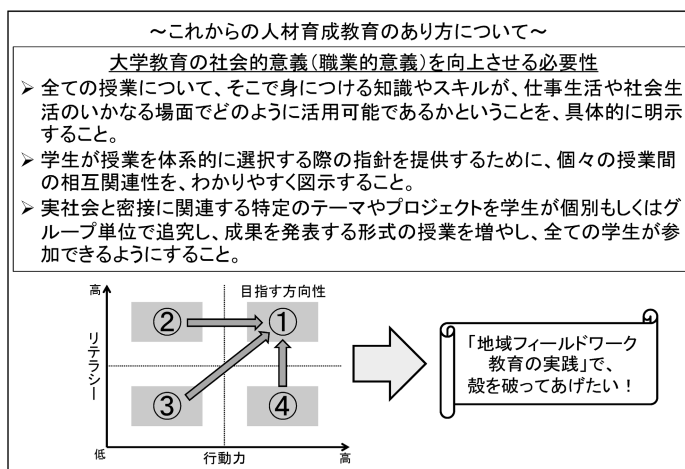 ～これからの人材育成教育のあり方について～
大学教育の社会的意義(職業的意義)を向上させる必要性
➢ 全ての授業について、そこで身につける知識やスキルが、仕事生活や社会生
活のいかなる場面でどのように活用可能であるかということを、具体的に明示
すること。
➢ 学生が授業を体系的に選択する際の指針を提供するために、個々の授業間
の相互関連性を、わかりやすく図示すること。
➢ 実社会と密接に関連する特定のテーマやプロジェクトを学生が個別もしくはグ
ループ単位で追究し、成果を発表する形式の授業を増やし、全ての学生が参
加できるようにすること。
高
目指す方向性
②
①
リテラシー
③
④
低
行動力
高
「地域フィールドワーク
教育の実践」で、
殻を破ってあげたい！